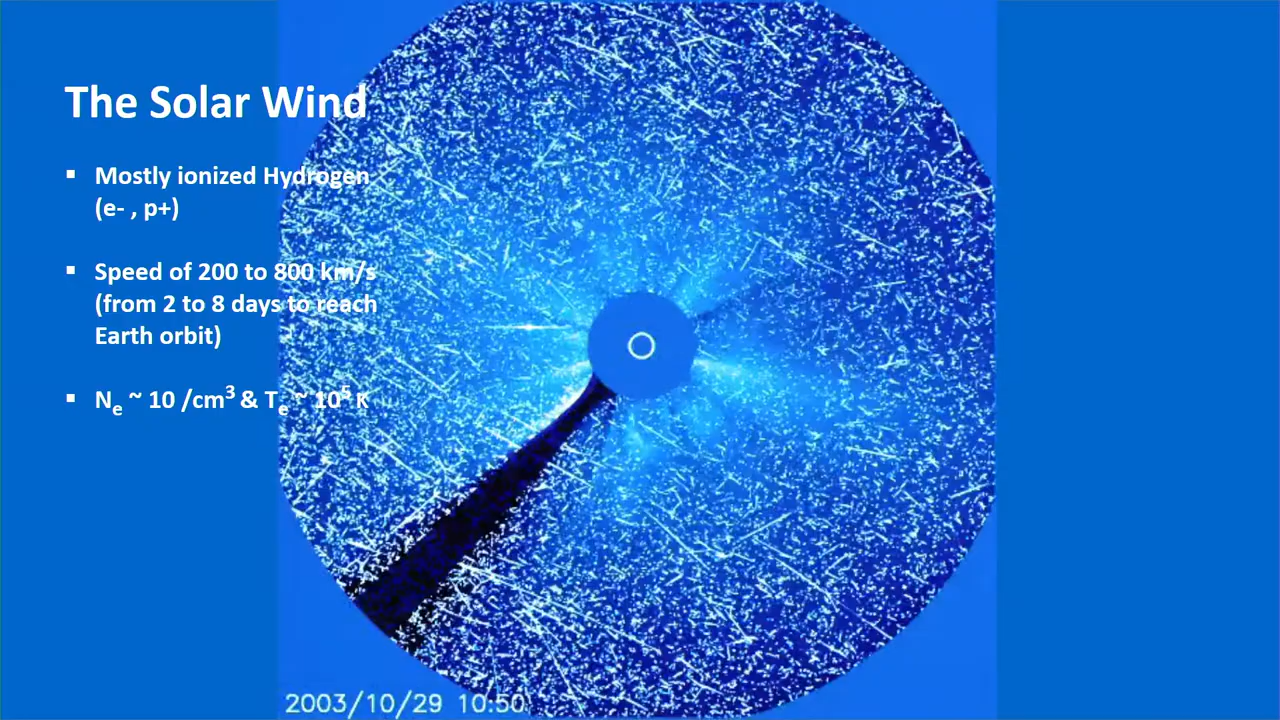 The Solar Wind
▪ Mostly ionized Hydrogen
(e- , p+)
▪ Speed of 200 to 800 km/s
(from 2 to 8 days to reach
Earth orbit)
▪ Nₑ ~ 10 /cm³ & Tₑ ~ 10⁵ K
2003/10/29 10:50